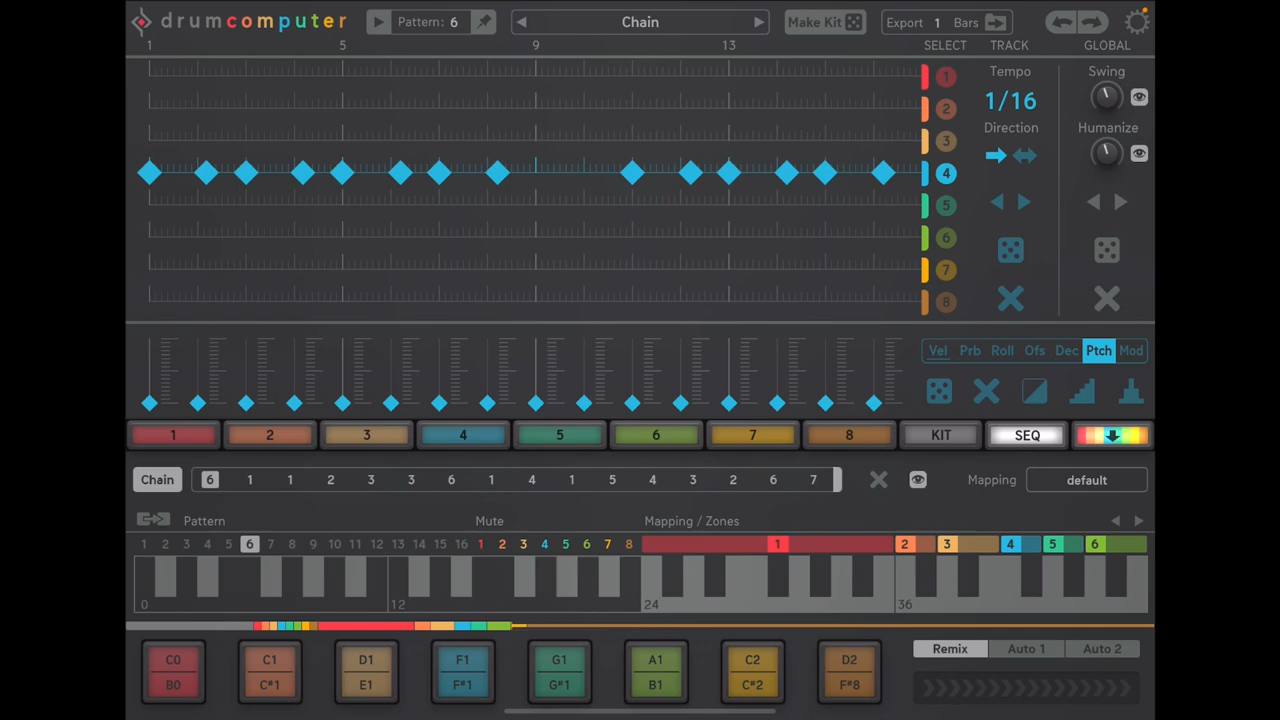 drumcomputer Pattern: 6 Chain Make Kit Export 1 Bars
1 5 9 13 SELECT TRACK GLOBAL
1 Tempo Swing
2 1/16
3 Direction Humanize
4
5
6
7
8
Vel Prb Roll Ofs Dec Ptch Mod
1 2 3 4 5 6 7 8 KIT SEQ
Chain 6 1 1 2 3 3 6 1 4 1 5 4 3 2 6 7 Mapping default
Pattern Mute Mapping / Zones
1 2 3 4 5 6 7 8 9 10 11 12 13 14 15 16 1 2 3 4 5 6 7 8 1 2 3 4 5 6
0 12 24 36
C0 C1 D1 F1 G1 A1 C2 D2
B0 C#1 E1 F#1 G#1 B1 C#2 F#8
Remix Auto 1 Auto 2